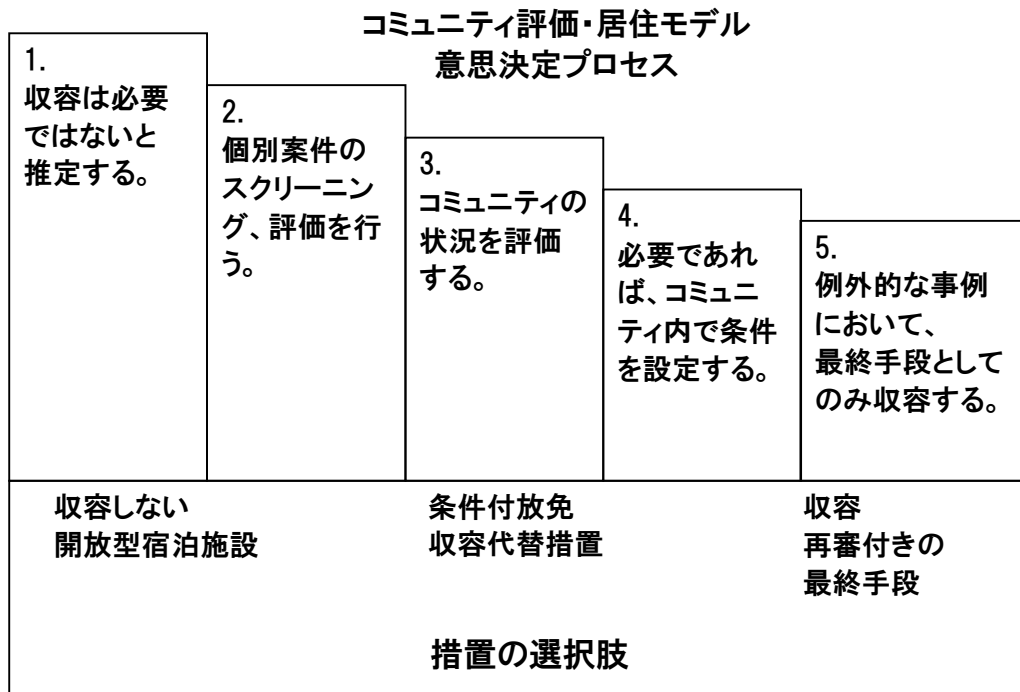 コミュニティ評価・居住モデル
意思決定プロセス
1.
収容は必要
ではないと
推定する。
2.
個別案件の
スクリーニン
グ、評価を行
う。
3.
コミュニティの
状況を評価
する。
4.
必要であれ
ば、コミュニ
ティ内で条件
を設定する。
5.
例外的な事例
において、
最終手段として
のみ収容する。
収容しない
開放型宿泊施設
条件付放免
収容代替措置
収容
再審付きの
最終手段
措置の選択肢